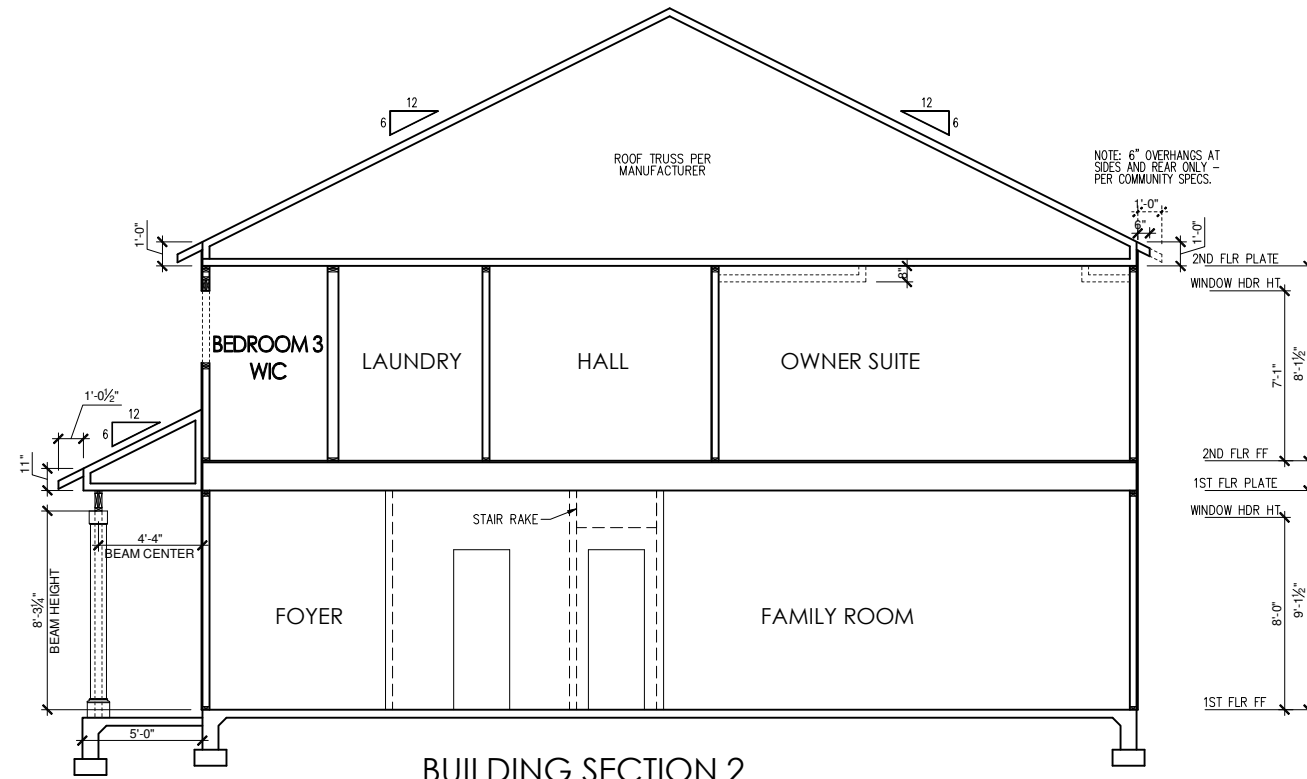 12
6
12
6
ROOF TRUSS PER
MANUFACTURER
NOTE: 6" OVERHANGS AT
SIDES AND REAR ONLY –
PER COMMUNITY SPECS.
1'-0"
6"
1'-0"
1'-0"
2ND FLR PLATE
8"
WINDOW HDR HT
BEDROOM 3
WIC
LAUNDRY
HALL
OWNER SUITE
7'-1"
8'-1½"
1'-0½"
12
6
11"
2ND FLR FF
1ST FLR PLATE
WINDOW HDR HT
STAIR RAKE
4'-4"
BEAM CENTER
8'-3¼"
BEAM HEIGHT
FOYER
FAMILY ROOM
8'-0"
9'-1½"
1ST FLR FF
5'-0"
BUILDING SECTION 2